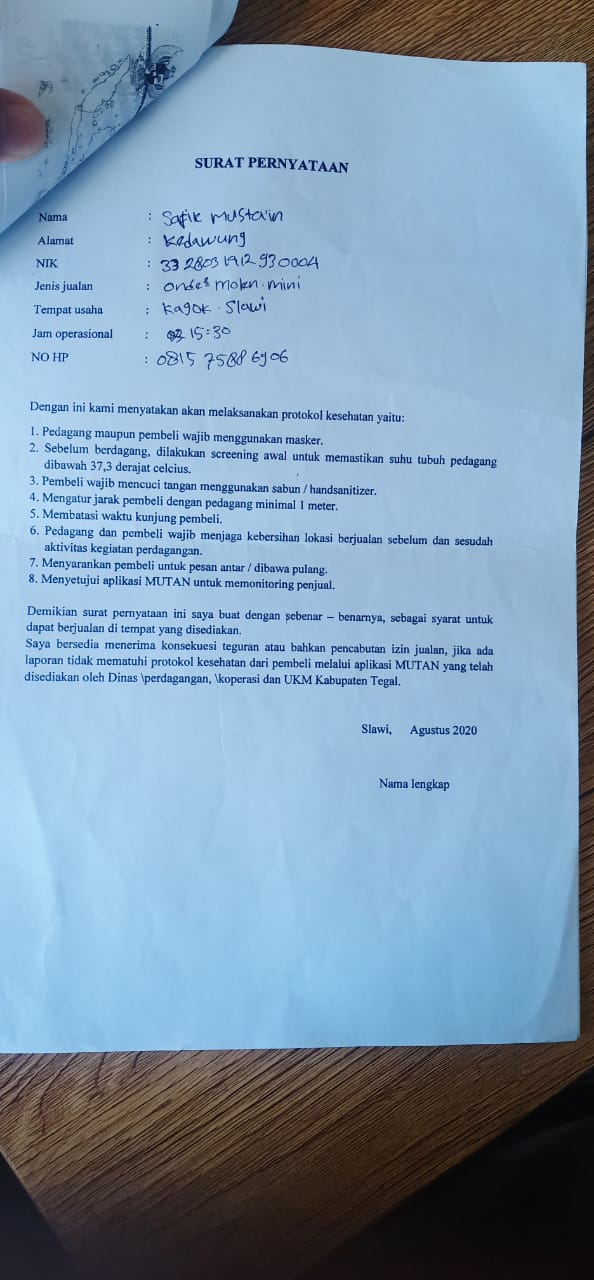 SURAT PERNYATAAN
Nama : Safik Mustain
Alamat : Kedawung
NIK : 33 2803 1912 930004
Jenis jualan : onde² molen mini
Tempat usaha : Kagok . Slawi
Jam operasional : 15:30
NO HP : 0815 7588 6906
Dengan ini kami menyatakan akan melaksanakan protokol kesehatan yaitu:
1. Pedagang maupun pembeli wajib menggunakan masker.
2. Sebelum berdagang, dilakukan screening awal untuk memastikan suhu tubuh pedagang
dibawah 37,3 derajat celcius.
3. Pembeli wajib mencuci tangan menggunakan sabun / handsanitizer.
4. Mengatur jarak pembeli dengan pedagang minimal 1 meter.
5. Membatasi waktu kunjung pembeli.
6. Pedagang dan pembeli wajib menjaga kebersihan lokasi berjualan sebelum dan sesudah
aktivitas kegiatan perdagangan.
7. Menyarankan pembeli untuk pesan antar / dibawa pulang.
8. Menyetujui aplikasi MUTAN untuk memonitoring penjual.
Demikian surat pernyataan ini saya buat dengan sebenar – benarnya, sebagai syarat untuk
dapat berjualan di tempat yang disediakan.
Saya bersedia menerima konsekuesi teguran atau bahkan pencabutan izin jualan, jika ada
laporan tidak mematuhi protokol kesehatan dari pembeli melalui aplikasi MUTAN yang telah
disediakan oleh Dinas \perdagangan, \koperasi dan UKM Kabupaten Tegal.
Slawi, Agustus 2020
Nama lengkap